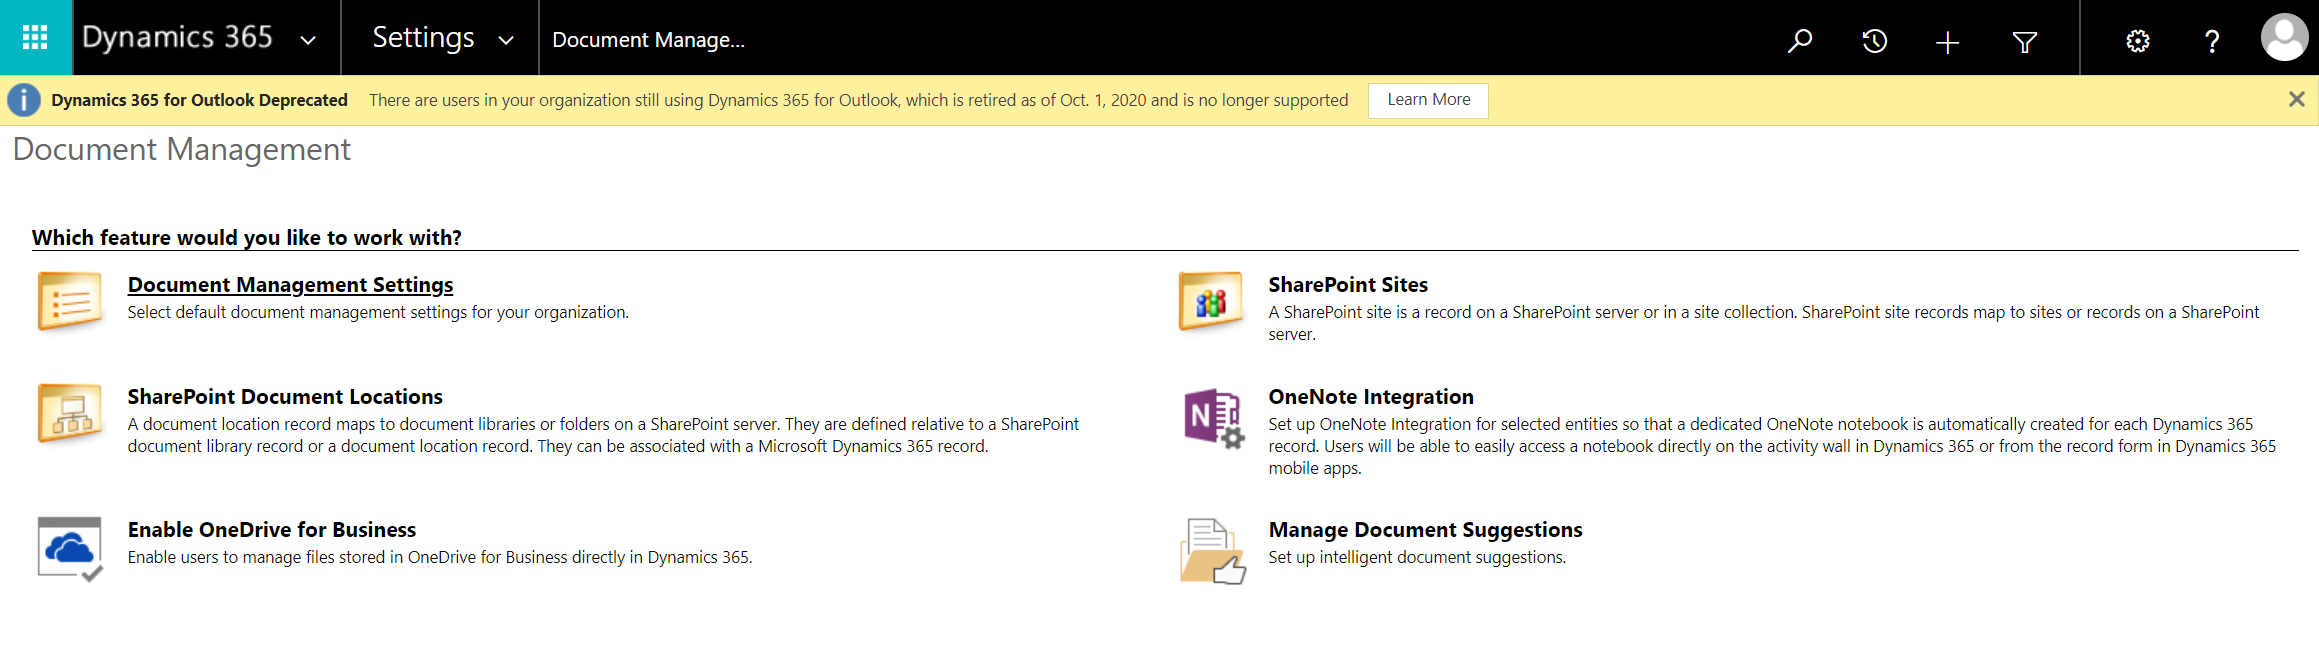 Dynamics 365
Settings
Document Manage...
Dynamics 365 for Outlook Deprecated There are users in your organization still using Dynamics 365 for Outlook, which is retired as of Oct. 1, 2020 and is no longer supported Learn More
Document Management
Which feature would you like to work with?
Document Management Settings
Select default document management settings for your organization.
SharePoint Sites
A SharePoint site is a record on a SharePoint server or in a site collection. SharePoint site records map to sites or records on a SharePoint
server.
SharePoint Document Locations
A document location record maps to document libraries or folders on a SharePoint server. They are defined relative to a SharePoint
document library record or a document location record. They can be associated with a Microsoft Dynamics 365 record.
OneNote Integration
Set up OneNote Integration for selected entities so that a dedicated OneNote notebook is automatically created for each Dynamics 365
record. Users will be able to easily access a notebook directly on the activity wall in Dynamics 365 or from the record form in Dynamics 365
mobile apps.
Enable OneDrive for Business
Enable users to manage files stored in OneDrive for Business directly in Dynamics 365.
Manage Document Suggestions
Set up intelligent document suggestions.